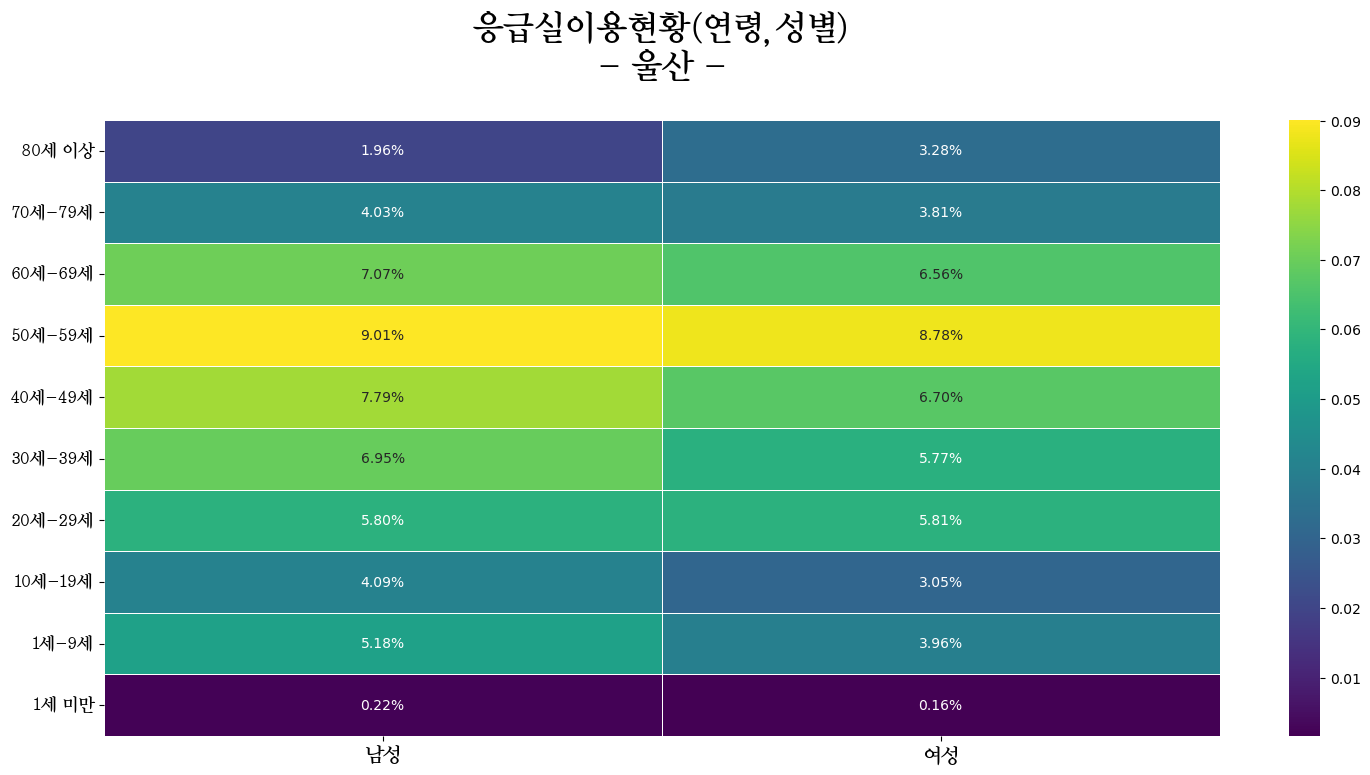 응급실이용현황(연령, 성별)
- 울산 -
80세 이상 1.96% 3.28%
70세-79세 4.03% 3.81%
60세-69세 7.07% 6.56%
50세-59세 9.01% 8.78%
40세-49세 7.79% 6.70%
30세-39세 6.95% 5.77%
20세-29세 5.80% 5.81%
10세-19세 4.09% 3.05%
1세-9세 5.18% 3.96%
1세 미만 0.22% 0.16%
남성 여성
0.09
0.08
0.07
0.06
0.05
0.04
0.03
0.02
0.01